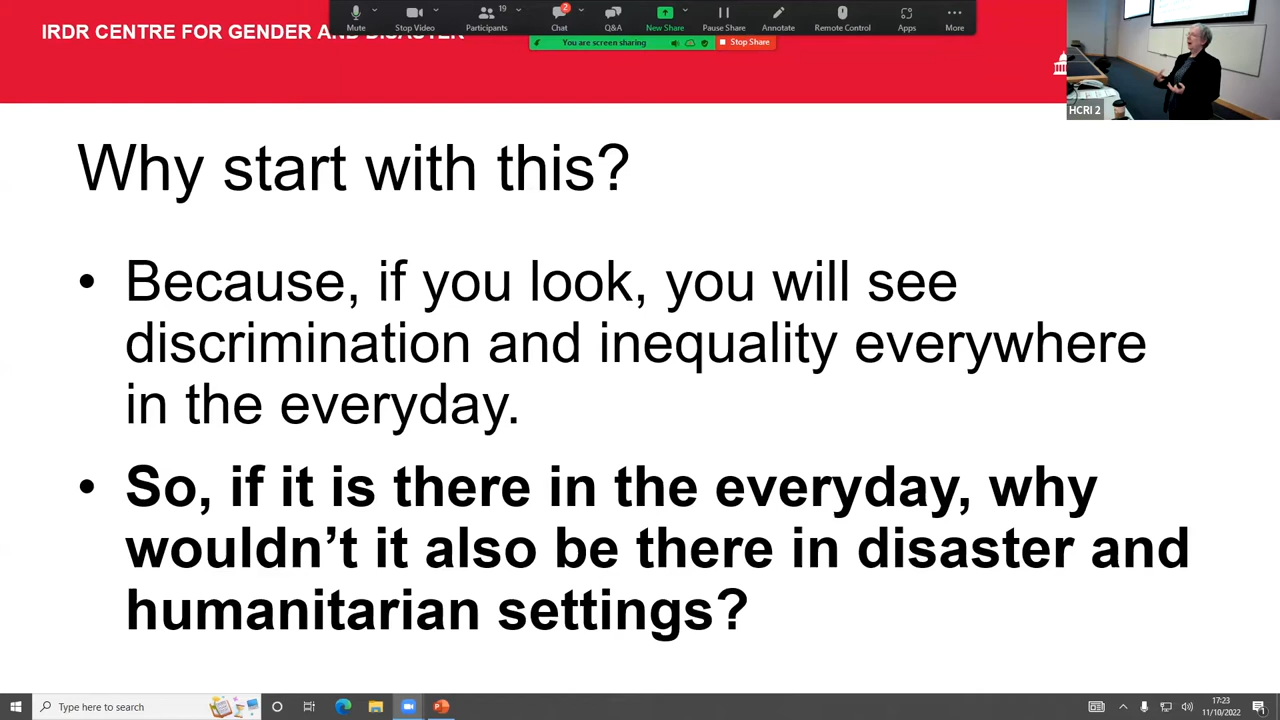 IRDR CENTRE FOR GENDER AND DISASTER
Mute
Stop Video
19
Participants
2
Chat
Q&A
New Share
Pause Share
Annotate
Remote Control
Apps
More
You are screen sharing
Stop Share
HCRI 2
Why start with this?
• Because, if you look, you will see
discrimination and inequality everywhere
in the everyday.
• So, if it is there in the everyday, why
wouldn’t it also be there in disaster and
humanitarian settings?
Type here to search
17:23
11/10/2022
1